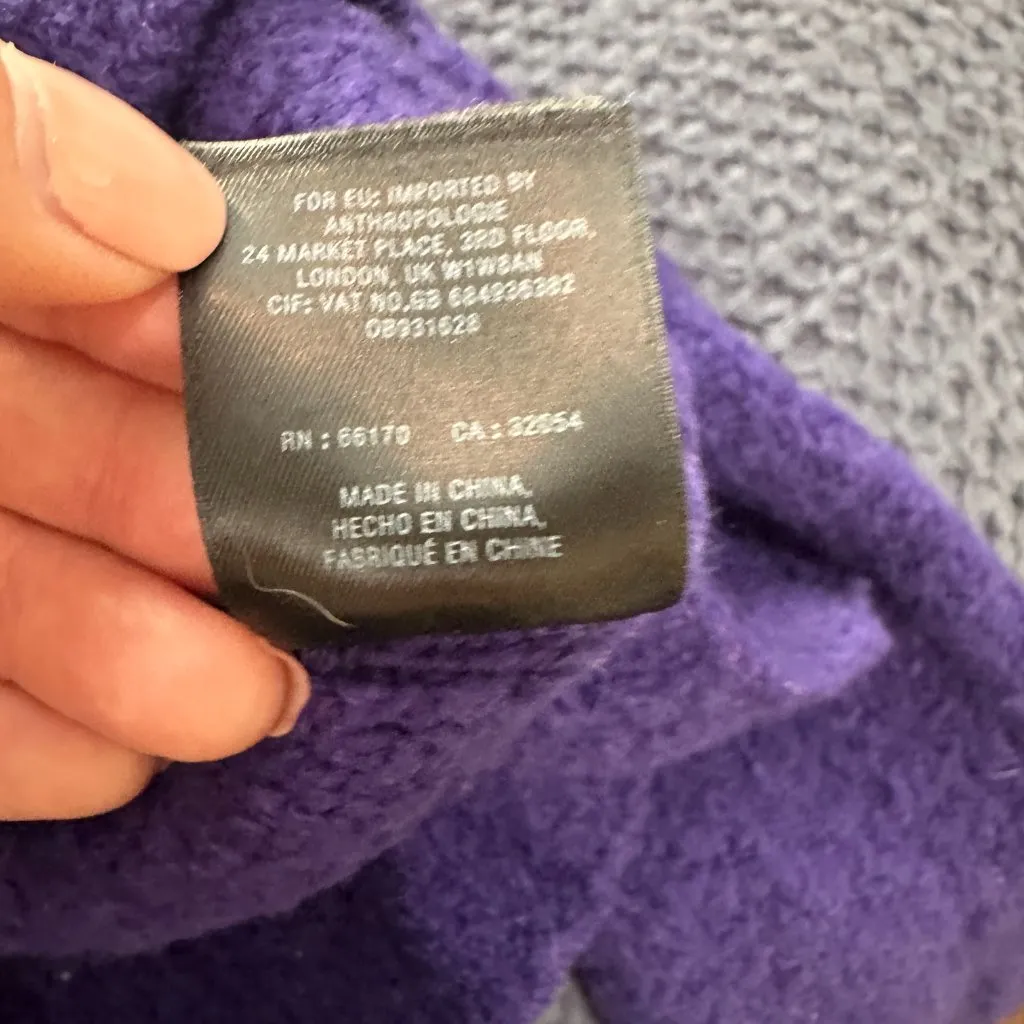 FOR EU: IMPORTED BY
ANTHROPOLOGIE
24 MARKET PLACE, 3RD FLOOR,
LONDON, UK W1W8AN
CIF: VAT NO.GB 684936382
OB931628
RN : 66170 CA : 32054
MADE IN CHINA,
HECHO EN CHINA,
FABRIQUÉ EN CHINE